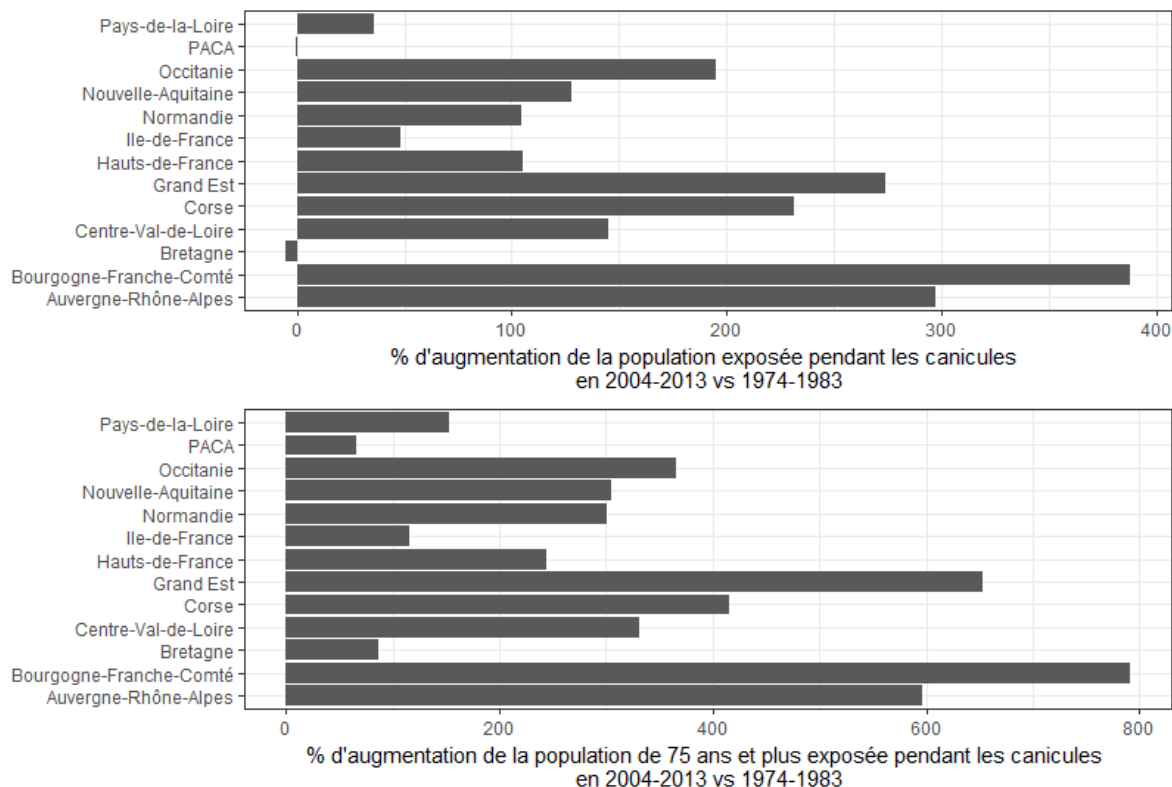 Pays-de-la-Loire
PACA
Occitanie
Nouvelle-Aquitaine
Normandie
Ile-de-France
Hauts-de-France
Grand Est
Corse
Centre-Val-de-Loire
Bretagne
Bourgogne-Franche-Comté
Auvergne-Rhône-Alpes
0 100 200 300 400
% d'augmentation de la population exposée pendant les canicules
en 2004-2013 vs 1974-1983
Pays-de-la-Loire
PACA
Occitanie
Nouvelle-Aquitaine
Normandie
Ile-de-France
Hauts-de-France
Grand Est
Corse
Centre-Val-de-Loire
Bretagne
Bourgogne-Franche-Comté
Auvergne-Rhône-Alpes
0 200 400 600 800
% d'augmentation de la population de 75 ans et plus exposée pendant les canicules
en 2004-2013 vs 1974-1983